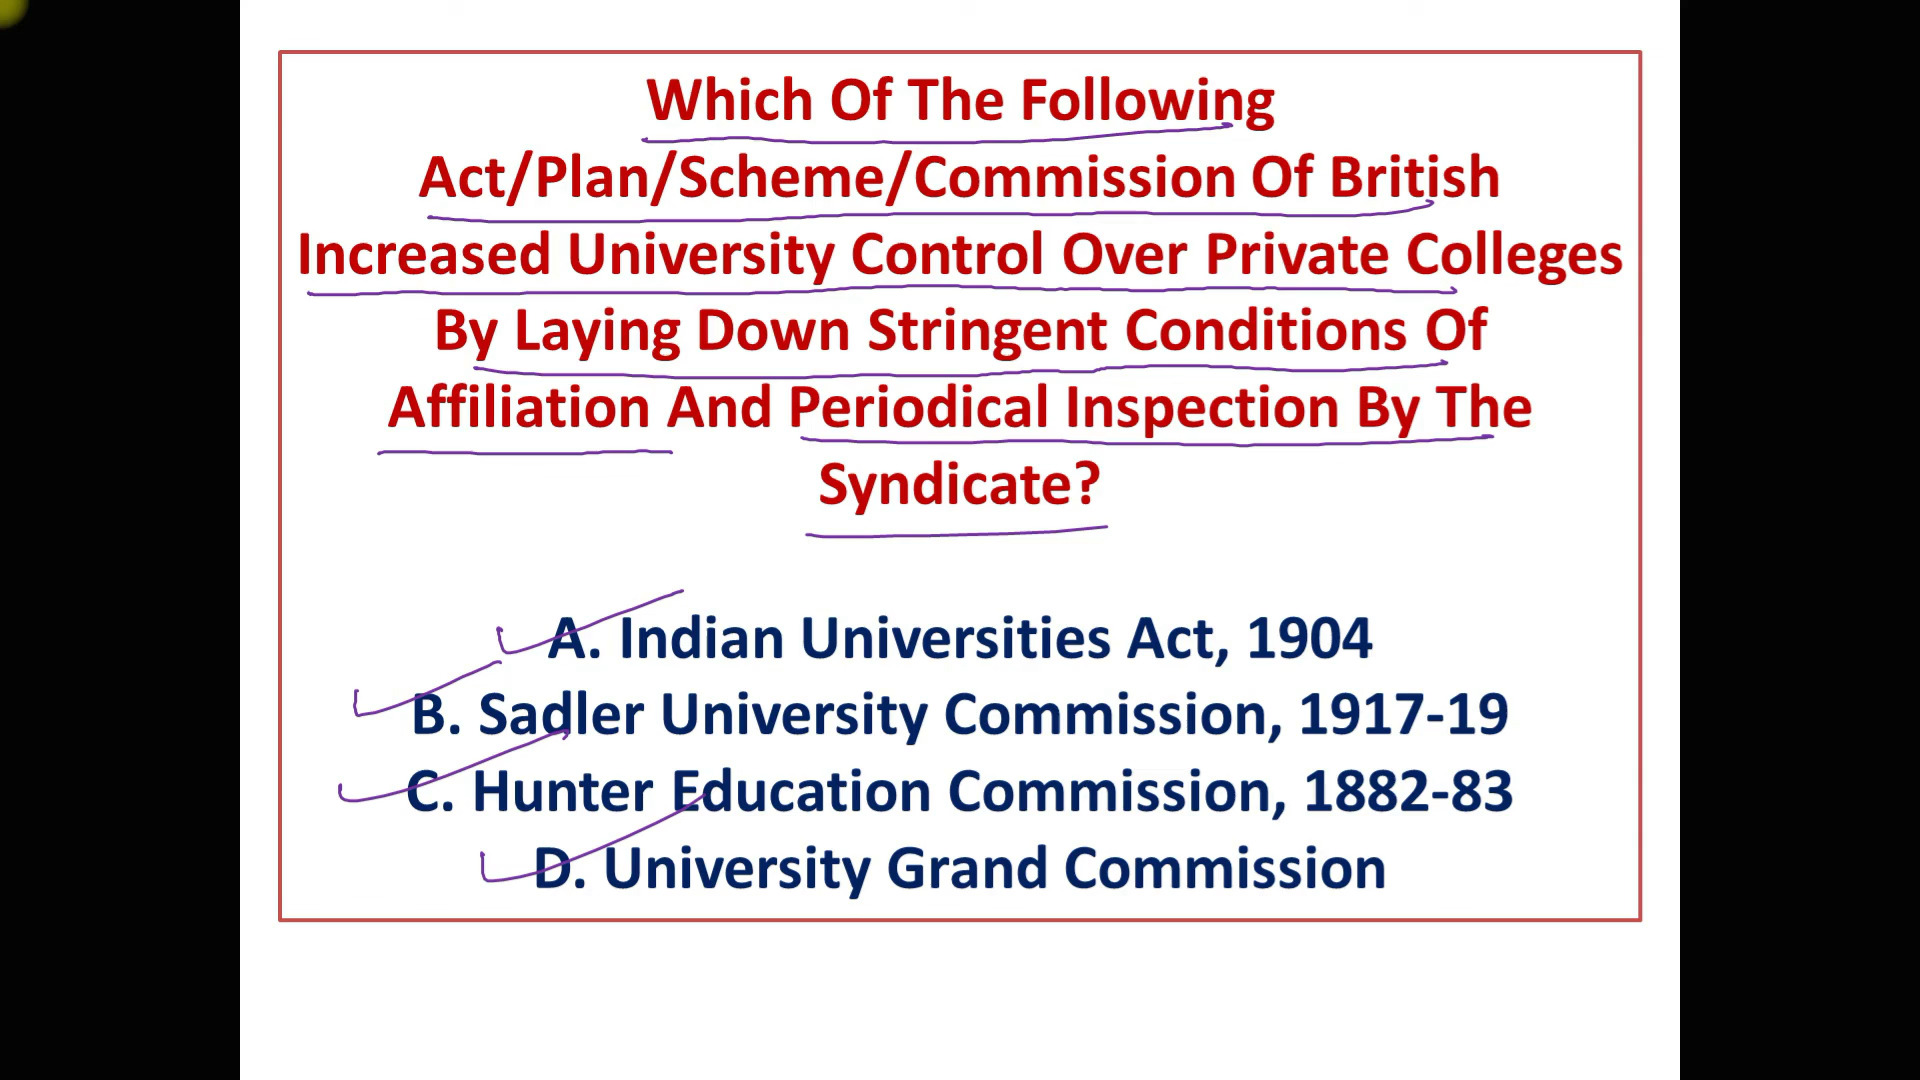 Which Of The Following
Act/Plan/Scheme/Commission Of British
Increased University Control Over Private Colleges
By Laying Down Stringent Conditions Of
Affiliation And Periodical Inspection By The
Syndicate?
A. Indian Universities Act, 1904
B. Sadler University Commission, 1917-19
C. Hunter Education Commission, 1882-83
D. University Grand Commission